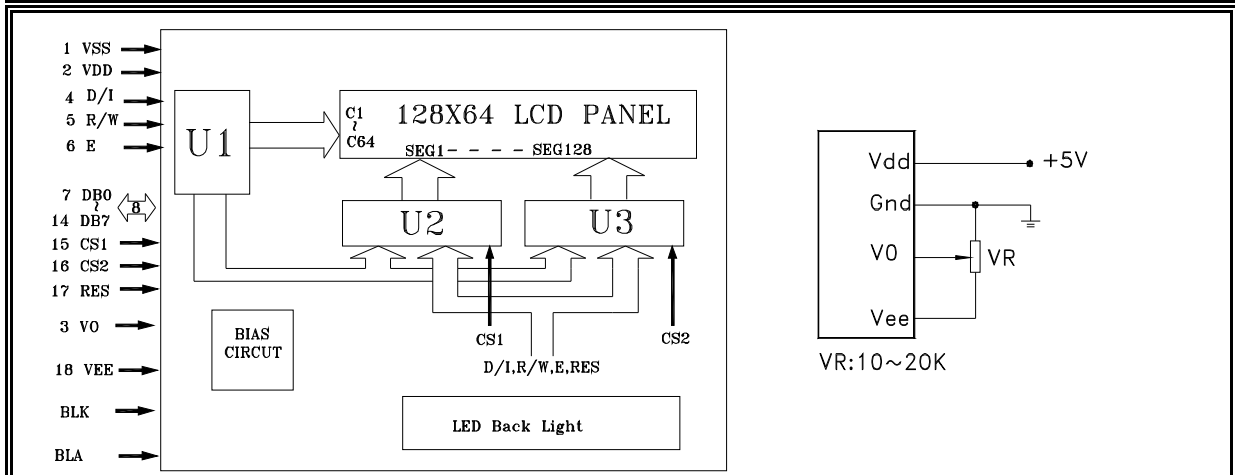 1 VSS
2 VDD
4 D/I
5 R/W
6 E
7 DB0
~
14 DB7
8
15 CS1
16 CS2
17 RES
3 VO
18 VEE
BLK
BLA
U1
C1
~
C64
128X64 LCD PANEL
SEG1- - - - SEG128
U2
U3
CS1
CS2
D/I,R/W,E,RES
BIAS
CIRCUT
LED Back Light
Vdd
+5V
Gnd
V0
VR
Vee
VR:10~20K